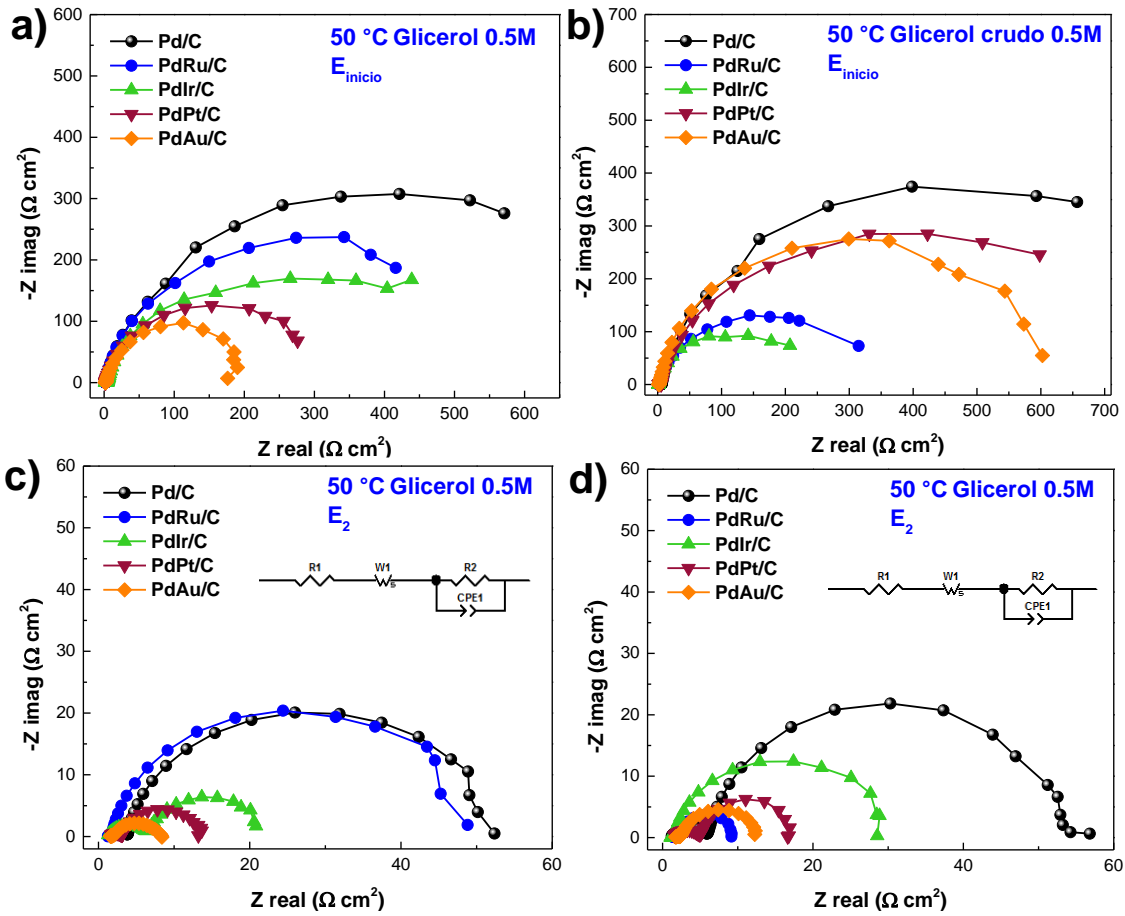 a)
50 °C Glicerol 0.5M
E_inicio
Pd/C
PdRu/C
PdIr/C
PdPt/C
PdAu/C
-Z imag (Ω cm²)
600
500
400
300
200
100
0
0 100 200 300 400 500 600
Z real (Ω cm²)
b)
50 °C Glicerol crudo 0.5M
E_inicio
Pd/C
PdRu/C
PdIr/C
PdPt/C
PdAu/C
-Z imag (Ω cm²)
700
600
500
400
300
200
100
0
0 100 200 300 400 500 600 700
Z real (Ω cm²)
c)
50 °C Glicerol 0.5M
E₂
Pd/C
PdRu/C
PdIr/C
PdPt/C
PdAu/C
R1 W1 R2
s
CPE1
-Z imag (Ω cm²)
60
50
40
30
20
10
0
0 20 40 60
Z real (Ω cm²)
d)
50 °C Glicerol 0.5M
E₂
Pd/C
PdRu/C
PdIr/C
PdPt/C
PdAu/C
R1 W1 R2
s
CPE1
-Z imag (Ω cm²)
60
50
40
30
20
10
0
0 20 40 60
Z real (Ω cm²)